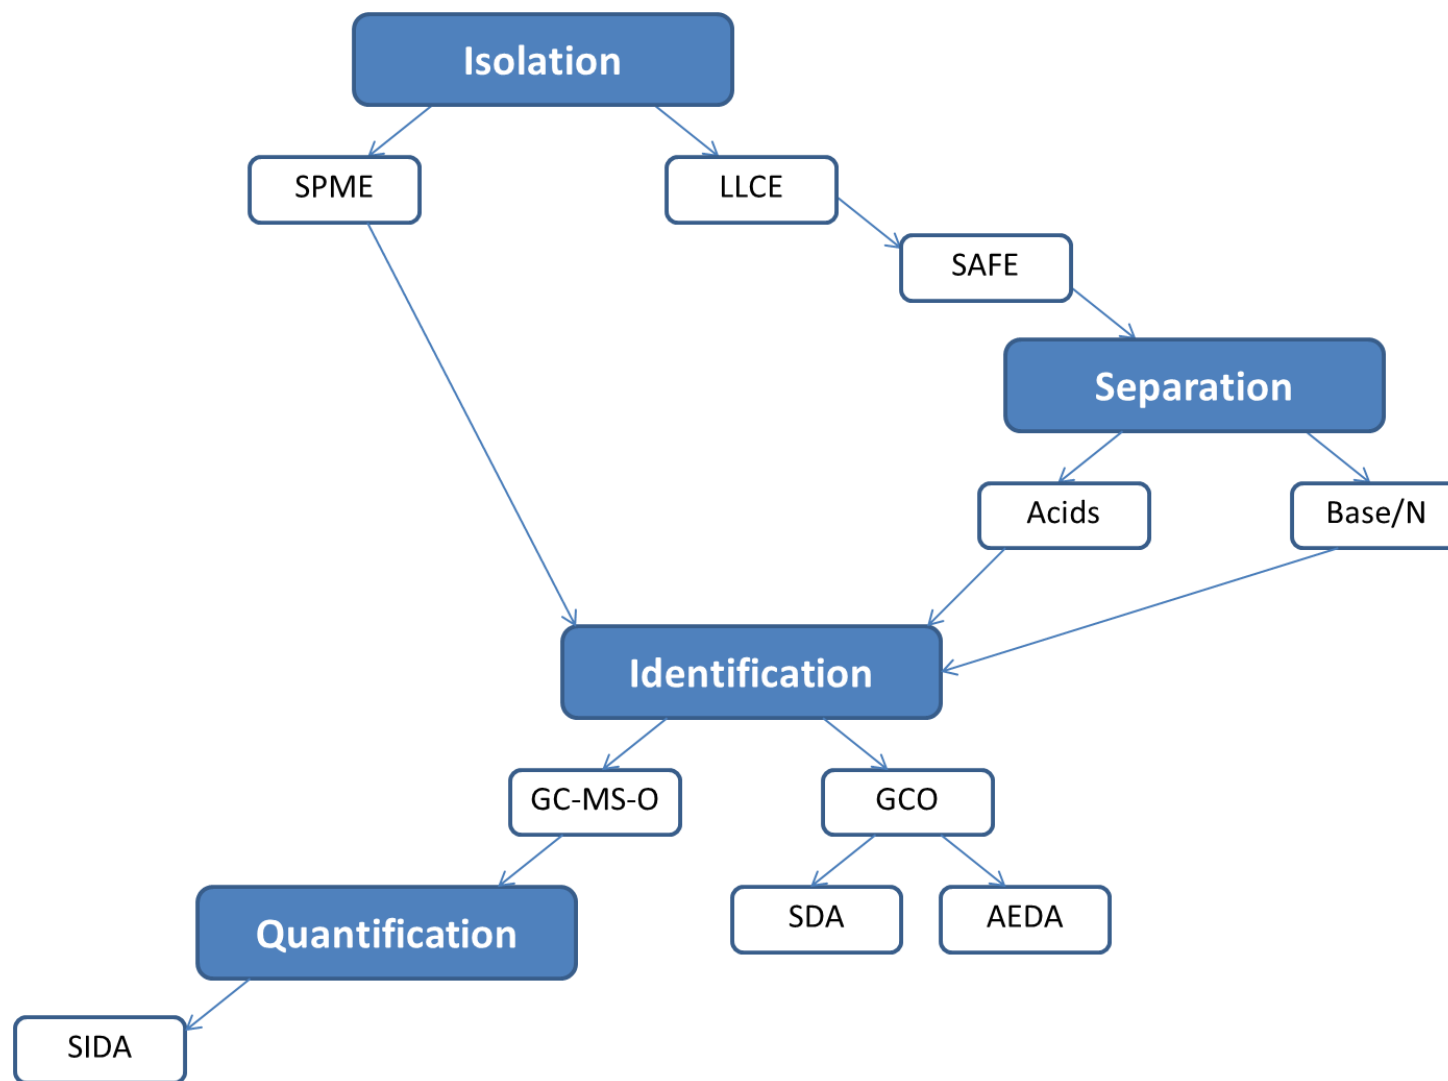 Isolation
SPME
LLCE
SAFE
Separation
Acids
Base/N
Identification
GC-MS-O
GCO
SDA
AEDA
Quantification
SIDA